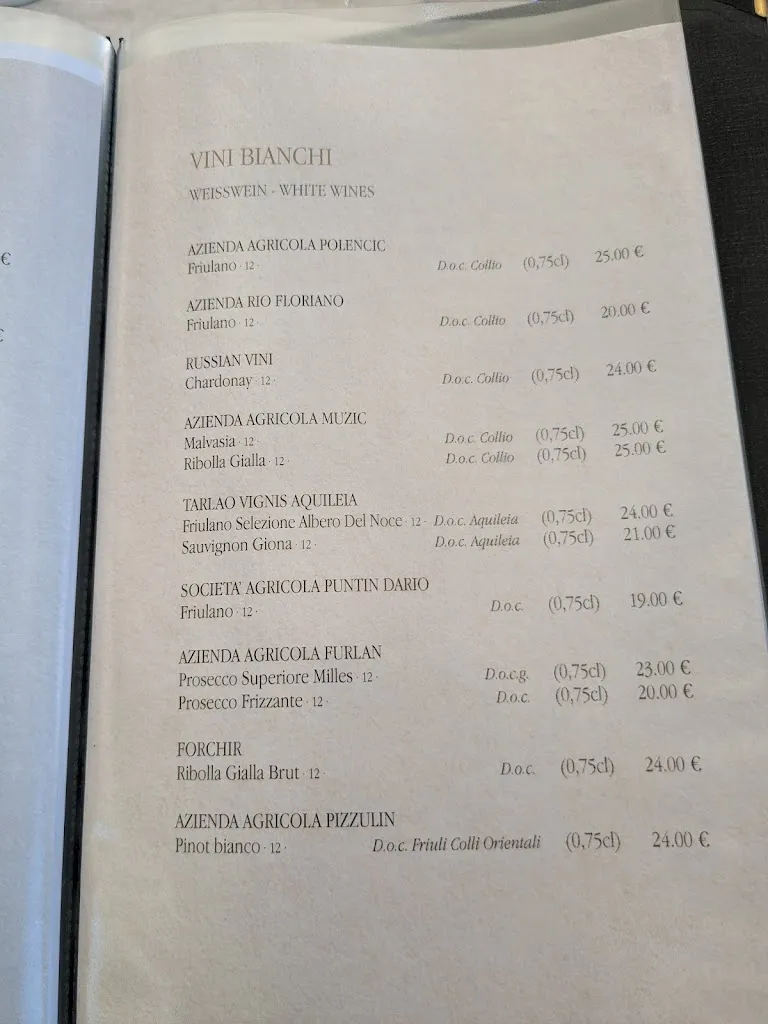 VINI BIANCHI
WEISSWEIN - WHITE WINES
AZIENDA AGRICOLA POLENCIC
Friulano · 12 · D.o.c. Collio (0,75cl) 25.00 €
AZIENDA RIO FLORIANO
Friulano · 12 · D.o.c. Collio (0,75cl) 20.00 €
RUSSIAN VINI
Chardonay · 12 · D.o.c. Collio (0,75cl) 24.00 €
AZIENDA AGRICOLA MUZIC
Malvasia · 12 · D.o.c. Collio (0,75cl) 25.00 €
Ribolla Gialla · 12 · D.o.c. Collio (0,75cl) 25.00 €
TARLAO VIGNIS AQUILEIA
Friulano Selezione Albero Del Noce · 12 · D.o.c. Aquileia (0,75cl) 24.00 €
Sauvignon Giona · 12 · D.o.c. Aquileia (0,75cl) 21.00 €
SOCIETA' AGRICOLA PUNTIN DARIO
Friulano · 12 · D.o.c. (0,75cl) 19.00 €
AZIENDA AGRICOLA FURLAN
Prosecco Superiore Milles · 12 · D.o.c.g. (0,75cl) 23.00 €
Prosecco Frizzante · 12 · D.o.c. (0,75cl) 20.00 €
FORCHIR
Ribolla Gialla Brut · 12 · D.o.c. (0,75cl) 24.00 €
AZIENDA AGRICOLA PIZZULIN
Pinot bianco · 12 · D.o.c. Friuli Colli Orientali (0,75cl) 24.00 €
€
€